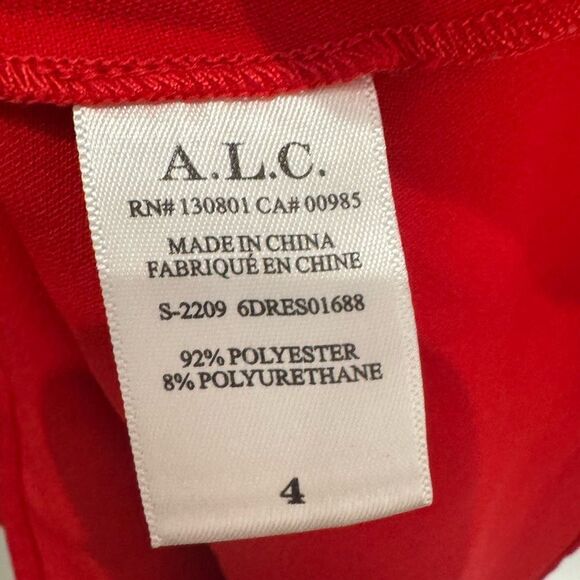 A.L.C.
RN# 130801 CA# 00985
MADE IN CHINA
FABRIQUÉ EN CHINE
S-2209 6DRES01688
92% POLYESTER
8% POLYURETHANE
4